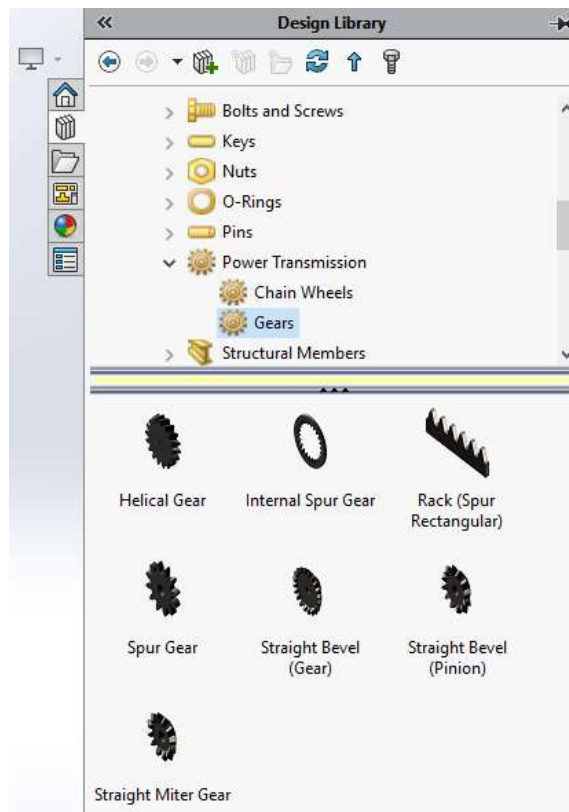 Design Library
Bolts and Screws
Keys
Nuts
O-Rings
Pins
Power Transmission
Chain Wheels
Gears
Structural Members
Helical Gear
Internal Spur Gear
Rack (Spur
Rectangular)
Spur Gear
Straight Bevel
(Gear)
Straight Bevel
(Pinion)
Straight Miter Gear